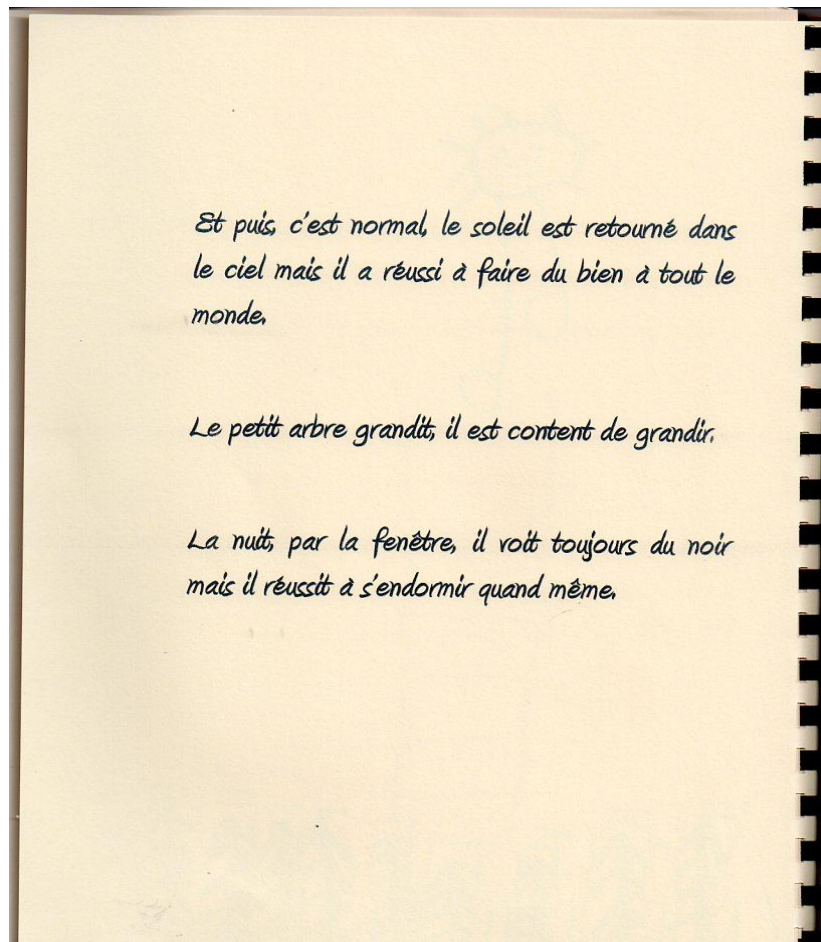 Et puis, c'est normal, le soleil est retourné dans
le ciel mais il a réussi à faire du bien à tout le
monde.
Le petit arbre grandit, il est content de grandir.
La nuit, par la fenêtre, il voit toujours du noir
mais il réussit à s'endormir quand même.